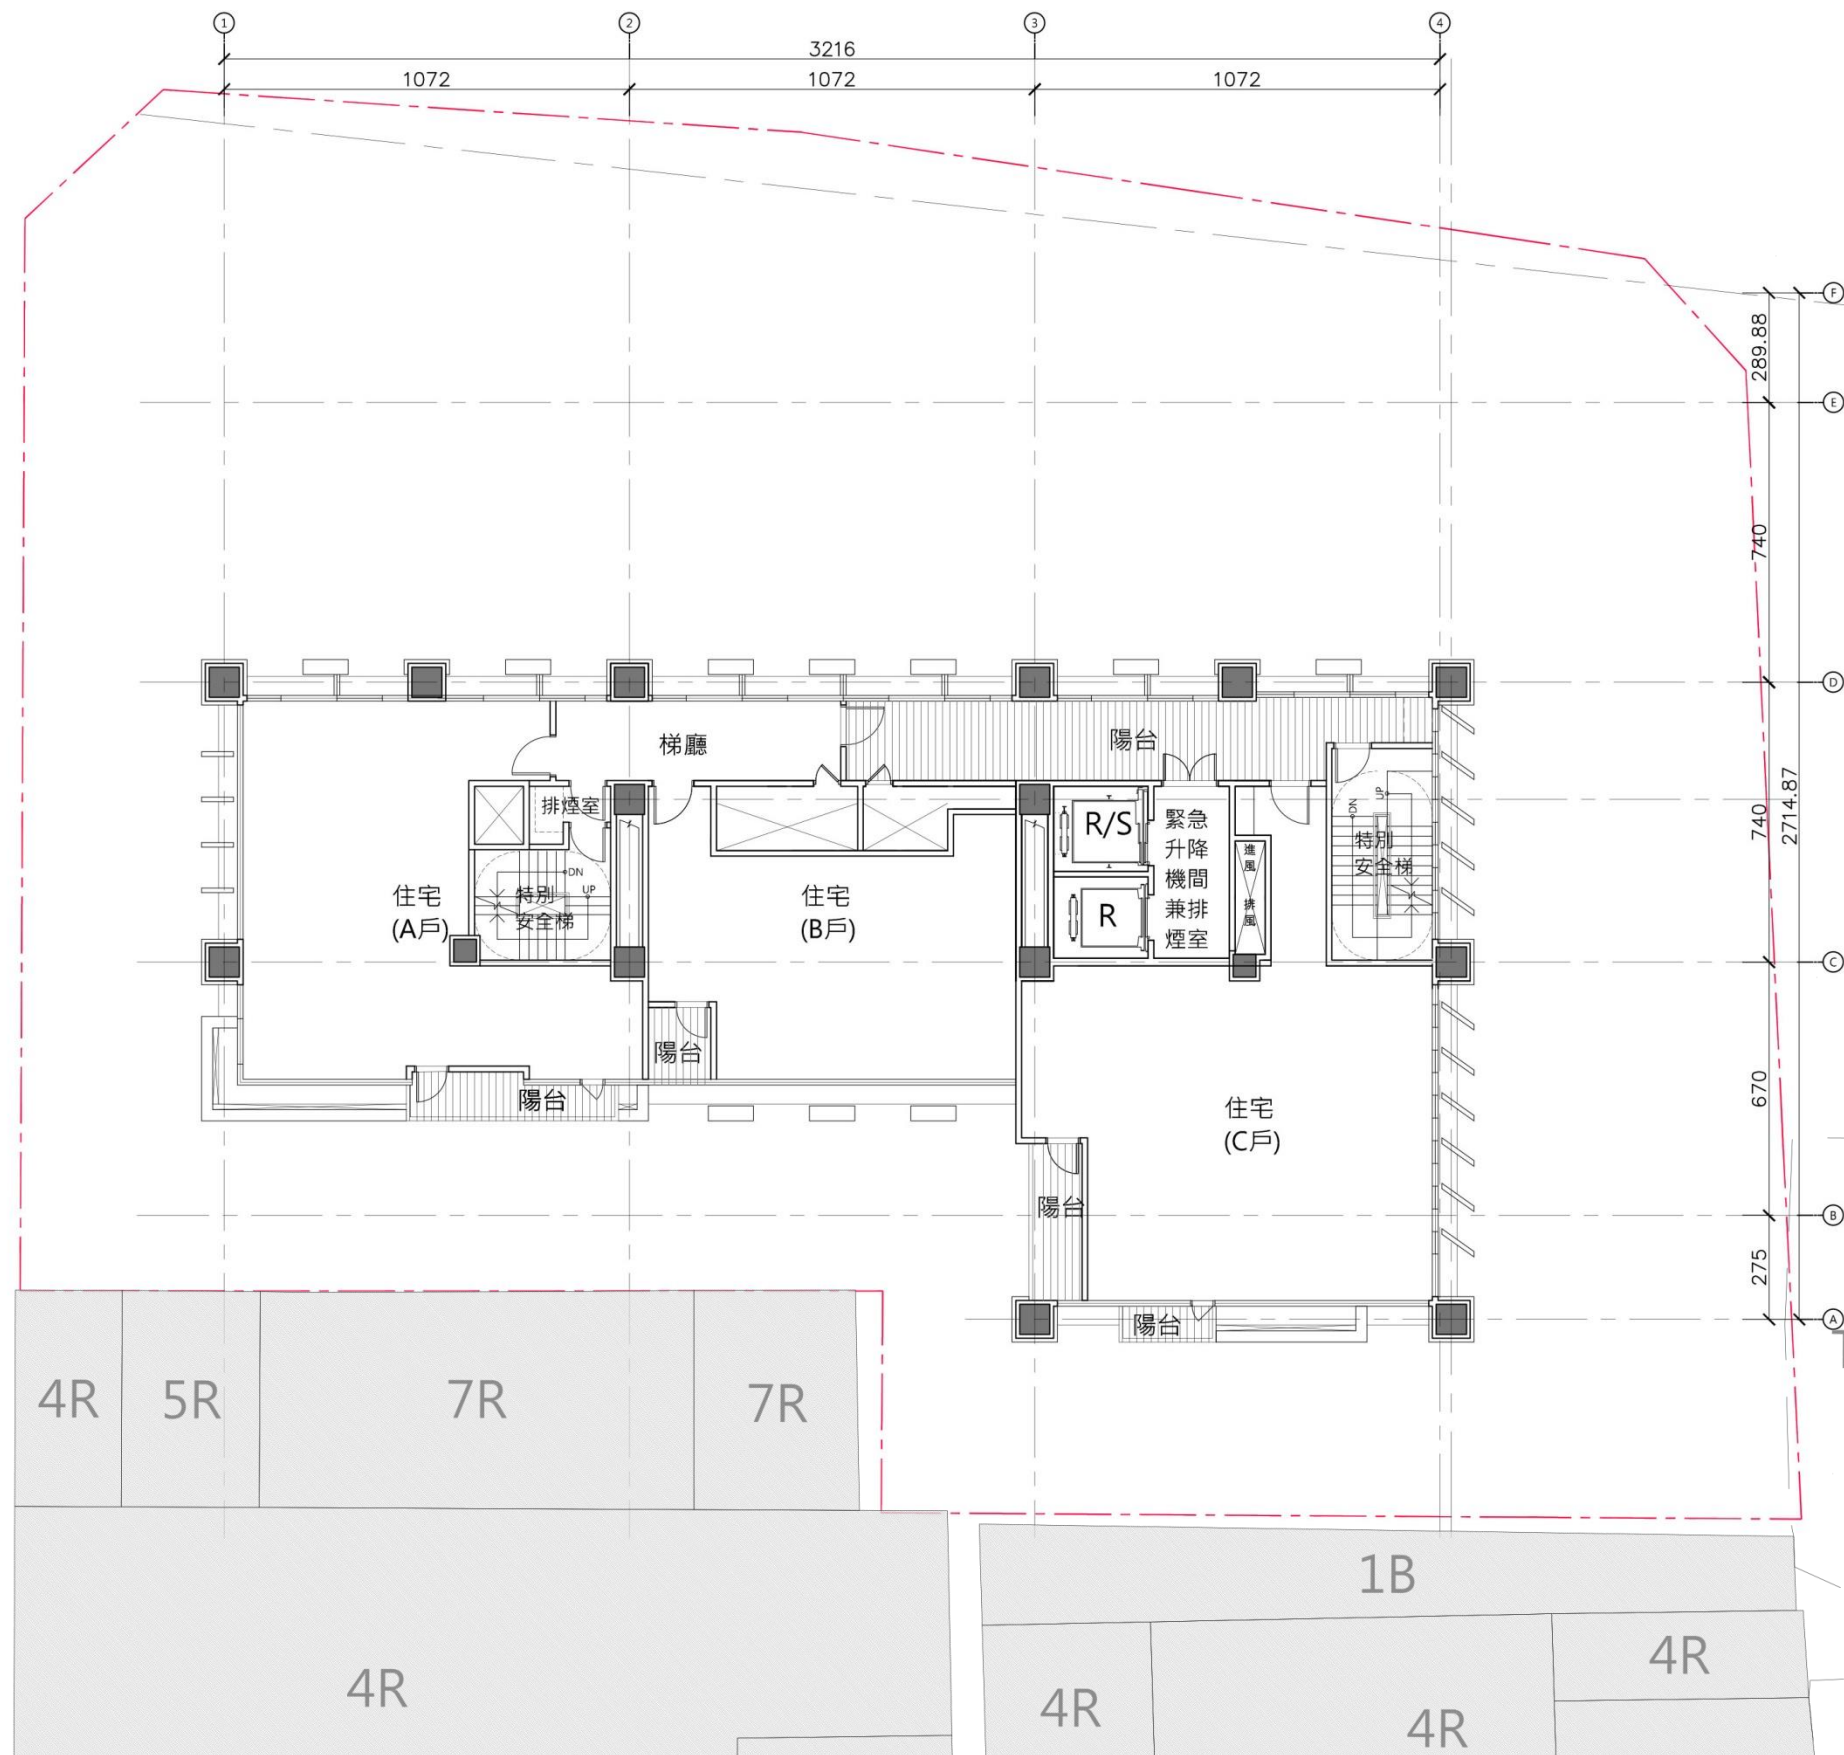 1
2
3
4
3216
1072
1072
1072
F
289.88
E
740
D
梯廳
陽台
排煙室
R/S
緊急
升降
機間
兼排
煙室
進風
排風
DN
UP
特別
安全梯
740
2714.87
住宅
(A戶)
DN
UP
特別
安全梯
住宅
(B戶)
R
C
陽台
陽台
住宅
(C戶)
670
陽台
B
275
陽台
A
4R
5R
7R
7R
1B
4R
4R
4R
4R